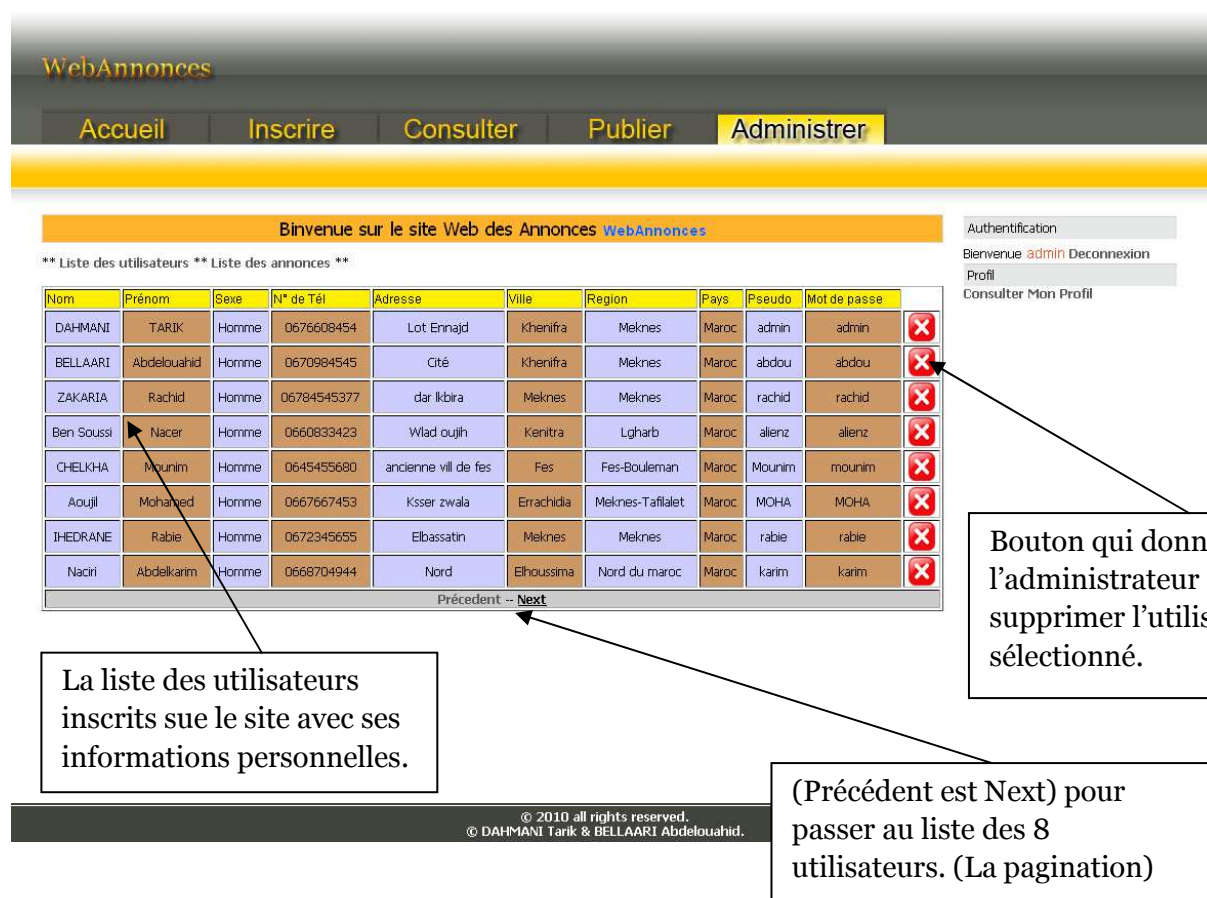 WebAnnonces
Accueil Inscrire Consulter Publier Administrer
Binvenue sur le site Web des Annonces WebAnnonces
** Liste des utilisateurs ** Liste des annonces **
Authentification
Bienvenue admin Deconnexion
Profil
Consulter Mon Profil
Nom Prénom Sexe N° de Tél Adresse Ville Region Pays Pseudo Mot de passe
DAHMANI TARIK Homme 0676608454 Lot Ennajd Khenifra Meknes Maroc admin admin
BELLAARI Abdelouahid Homme 0670984545 Cité Khenifra Meknes Maroc abdou abdou
ZAKARIA Rachid Homme 06784545377 dar lkbira Meknes Meknes Maroc rachid rachid
Ben Soussi Nacer Homme 0660833423 Wlad oujih Kenitra Lgharb Maroc alienz alienz
CHELKHA Mounim Homme 0645455680 ancienne vill de fes Fes Fes-Bouleman Maroc Mounim mounim
Aoujil Mohamed Homme 0667667453 Ksser zwala Errachidia Meknes-Tafilalet Maroc MOHA MOHA
IHEDRANE Rabie Homme 0672345655 Elbassatin Meknes Meknes Maroc rabie rabie
Naciri Abdelkarim Homme 0668704944 Nord Elhoussima Nord du maroc Maroc karim karim
Précedent -- Next
Bouton qui donn
l’administrateur
supprimer l’utilis
sélectionné.
La liste des utilisateurs
inscrits sue le site avec ses
informations personnelles.
(Précédent est Next) pour
passer au liste des 8
utilisateurs. (La pagination)
© 2010 all rights reserved.
© DAHMANI Tarik & BELLAARI Abdelouahid.